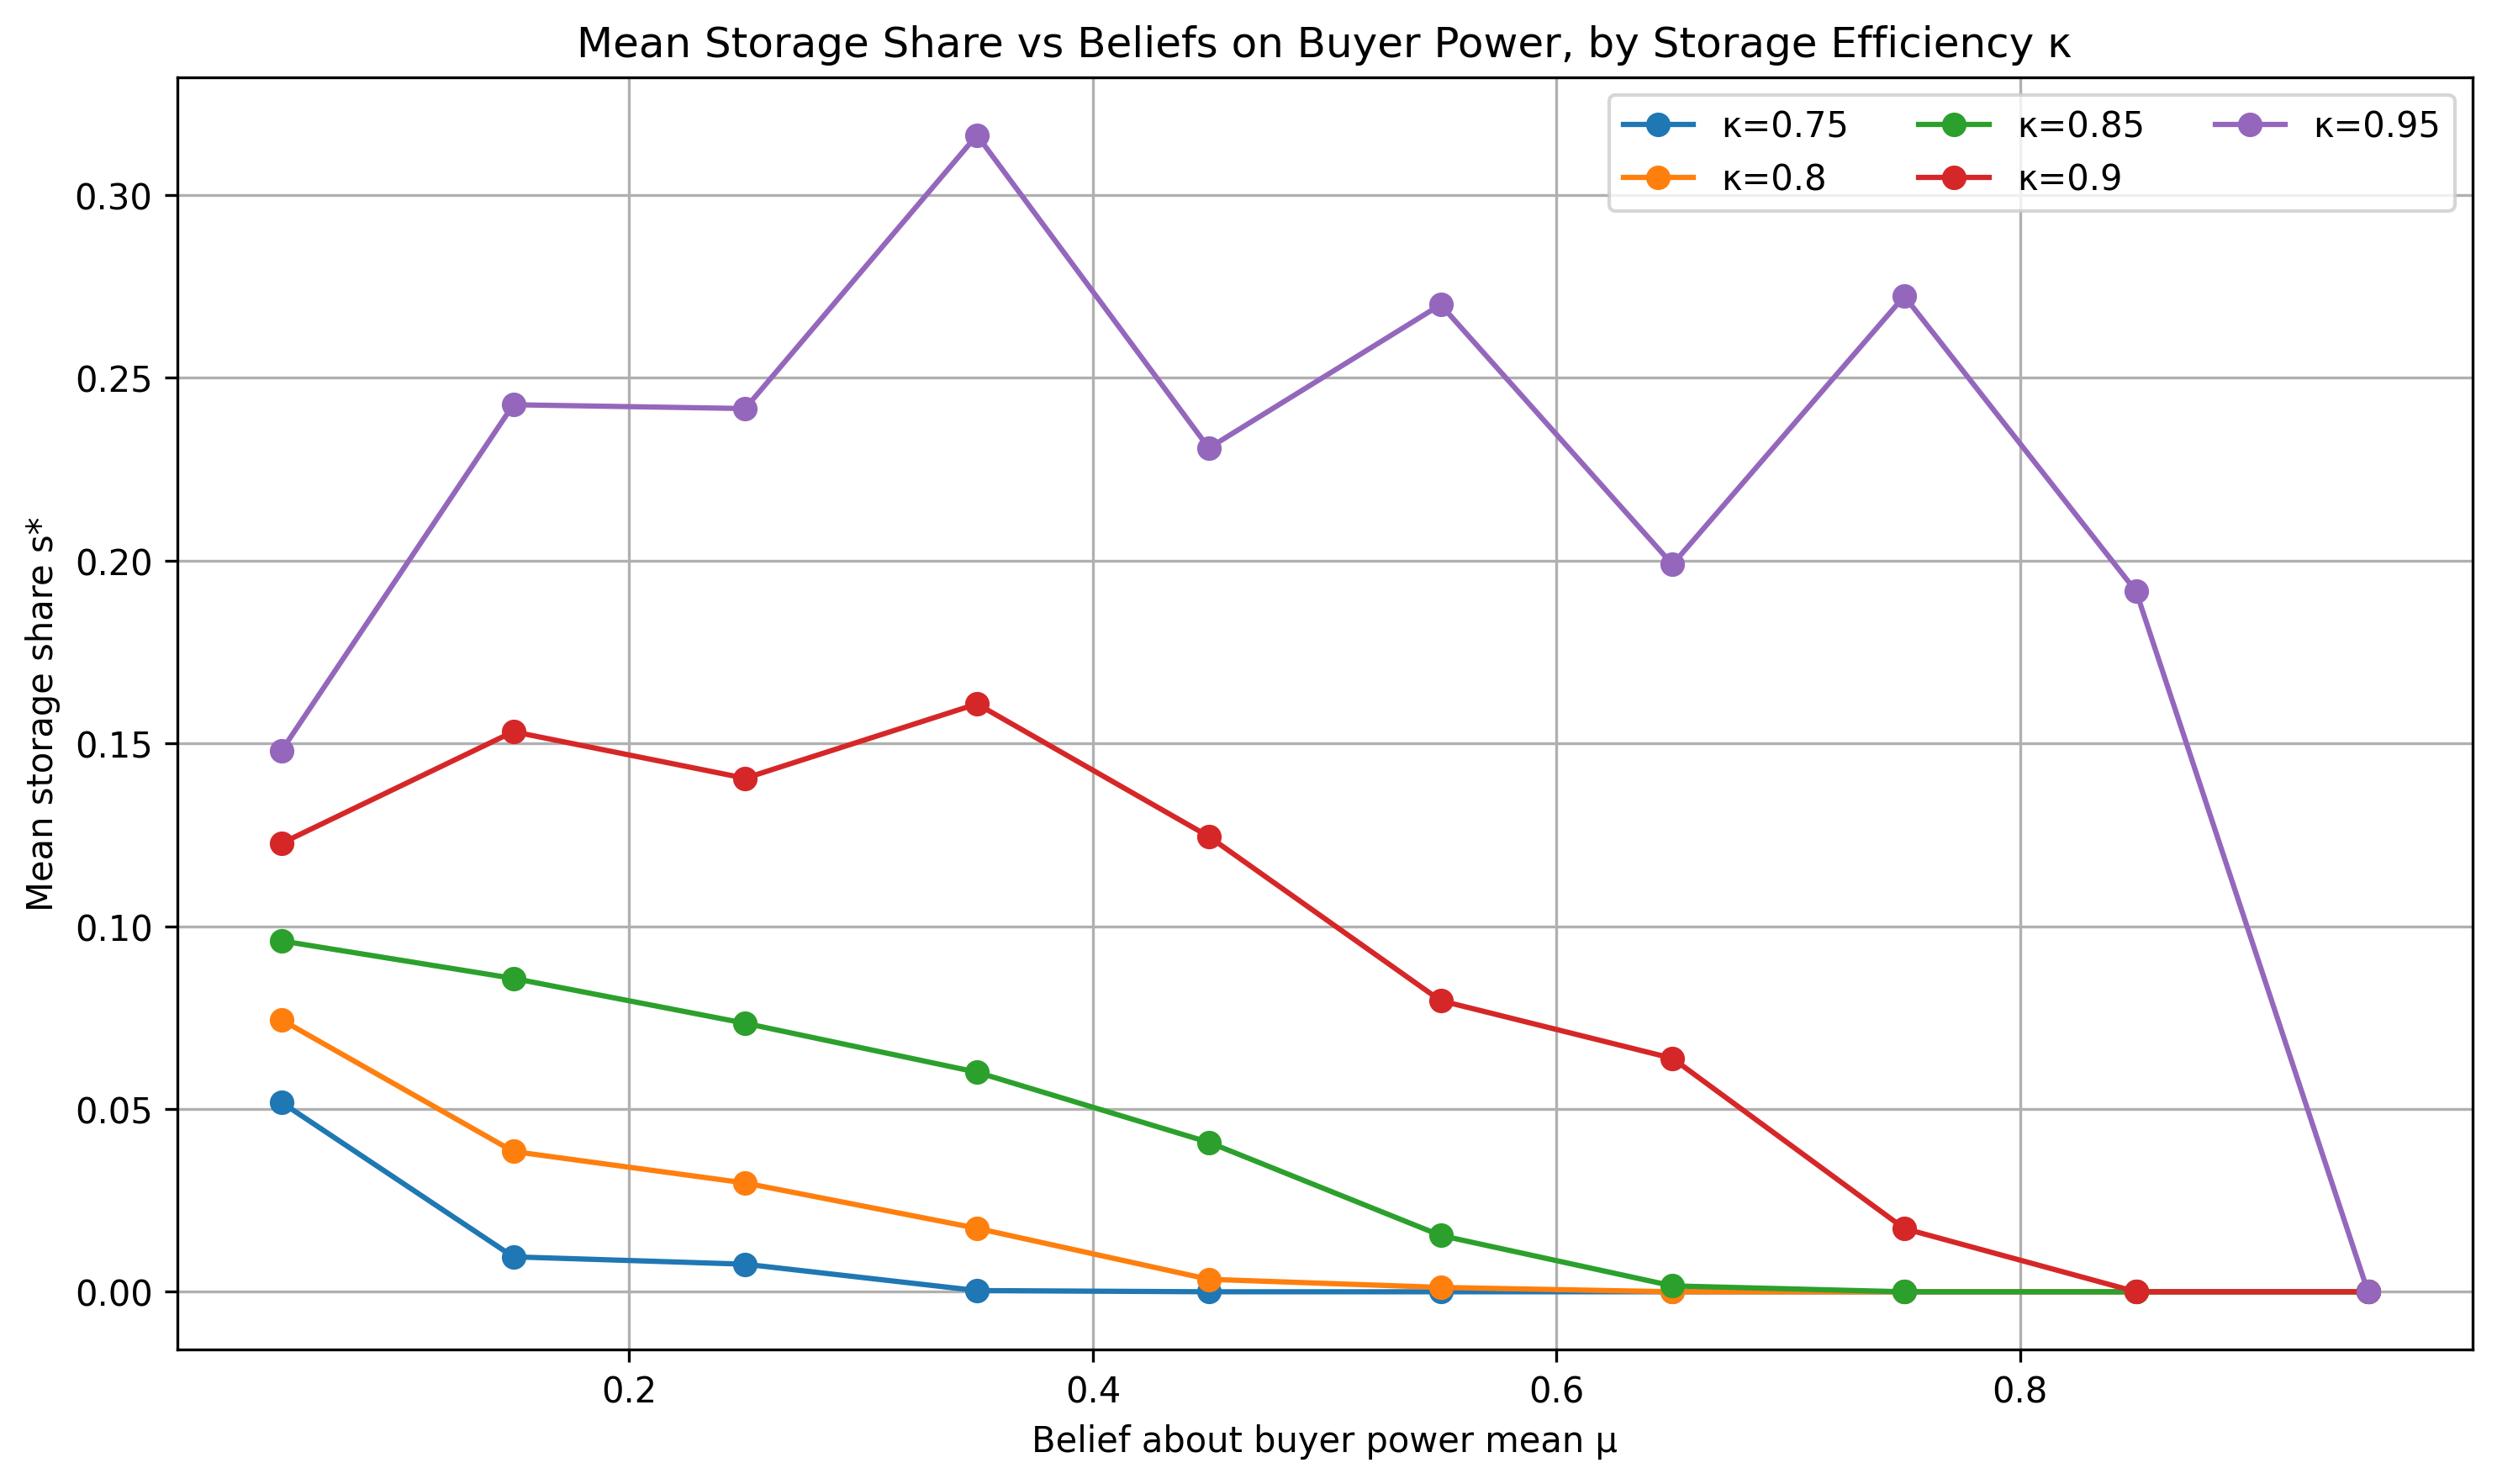 Mean Storage Share vs Beliefs on Buyer Power, by Storage Efficiency κ
κ=0.75
κ=0.8
κ=0.85
κ=0.9
κ=0.95
Mean storage share s*
0.30
0.25
0.20
0.15
0.10
0.05
0.00
0.2
0.4
0.6
0.8
Belief about buyer power mean μ